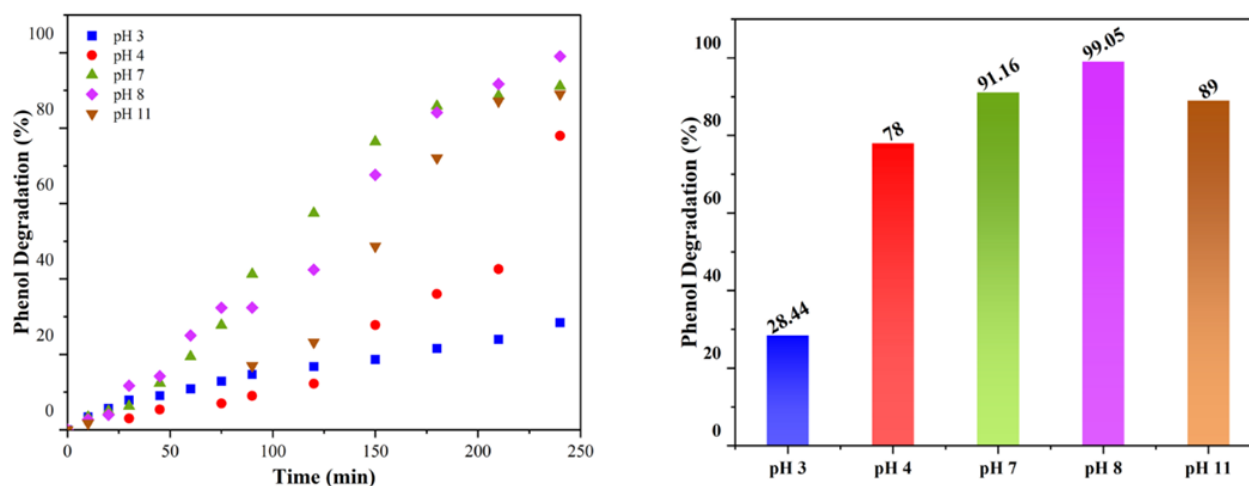 100
80
60
40
20
0
Phenol Degradation (%)
pH 3
pH 4
pH 7
pH 8
pH 11
0
50
100
150
200
250
Time (min)
100
80
60
40
20
0
Phenol Degradation (%)
28.44
78
91.16
99.05
89
pH 3
pH 4
pH 7
pH 8
pH 11